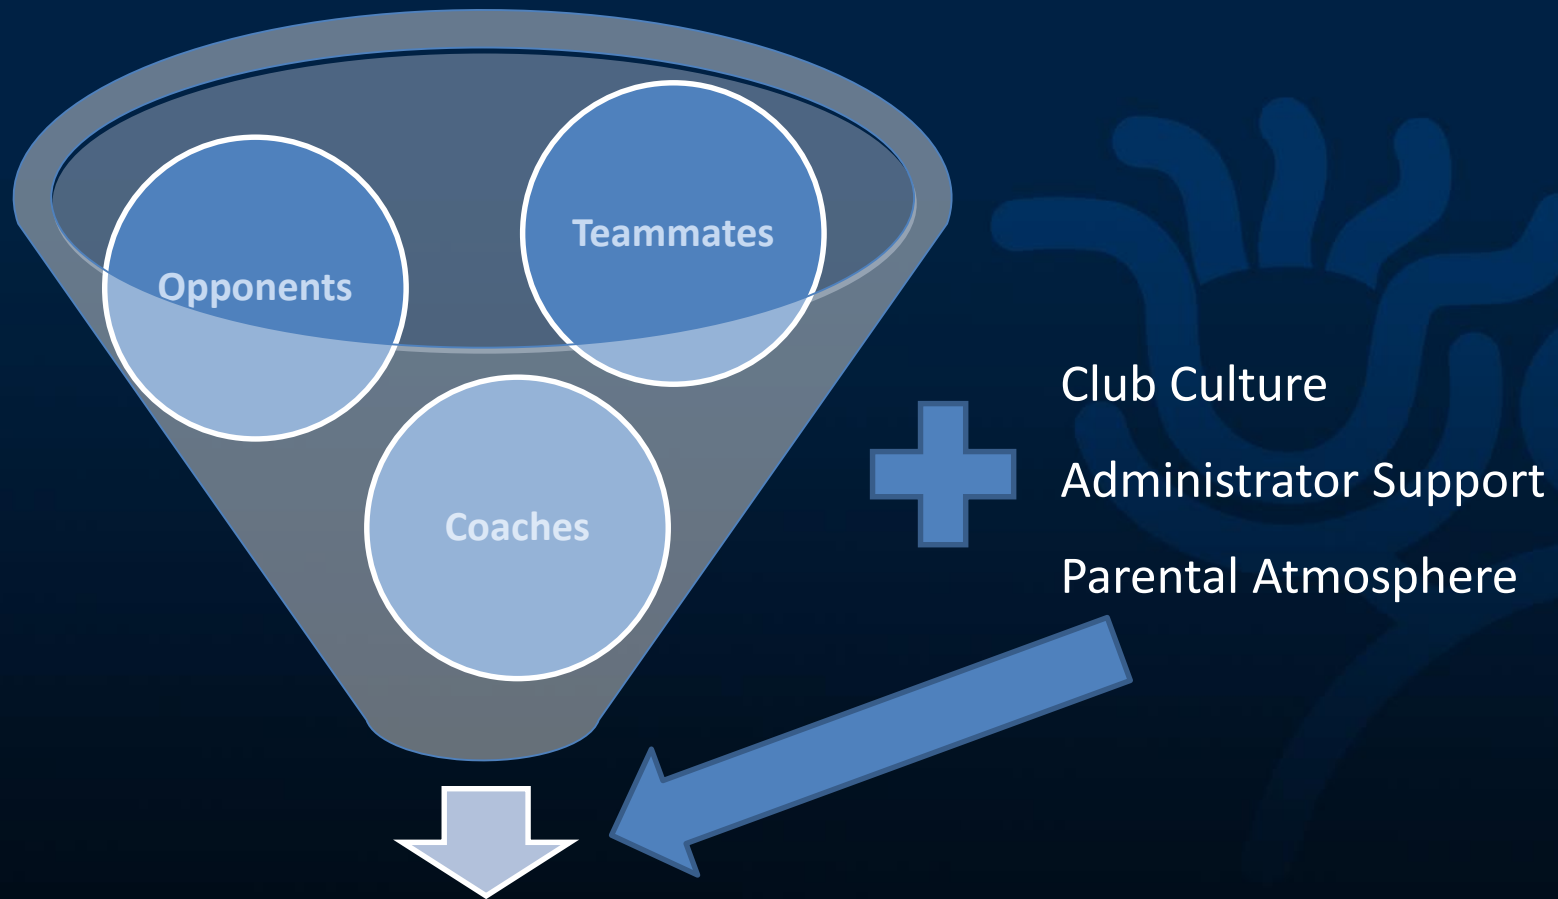 Teammates
Opponents
Coaches
Club Culture
Administrator Support
Parental Atmosphere